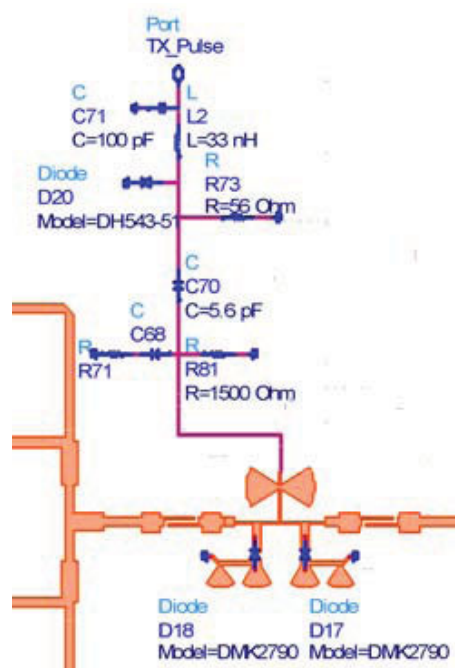 Port
TX_Pulse
C
C71
C=100 pF
L
L2
L=33 nH
Diode
D20
Model=DH543-51
R
R73
R=56 Ohm
C
C70
C=5.6 pF
C
C68
R
R71
R
R81
R=1500 Ohm
Diode
D18
Model=DMK2790
Diode
D17
Model=DMK2790